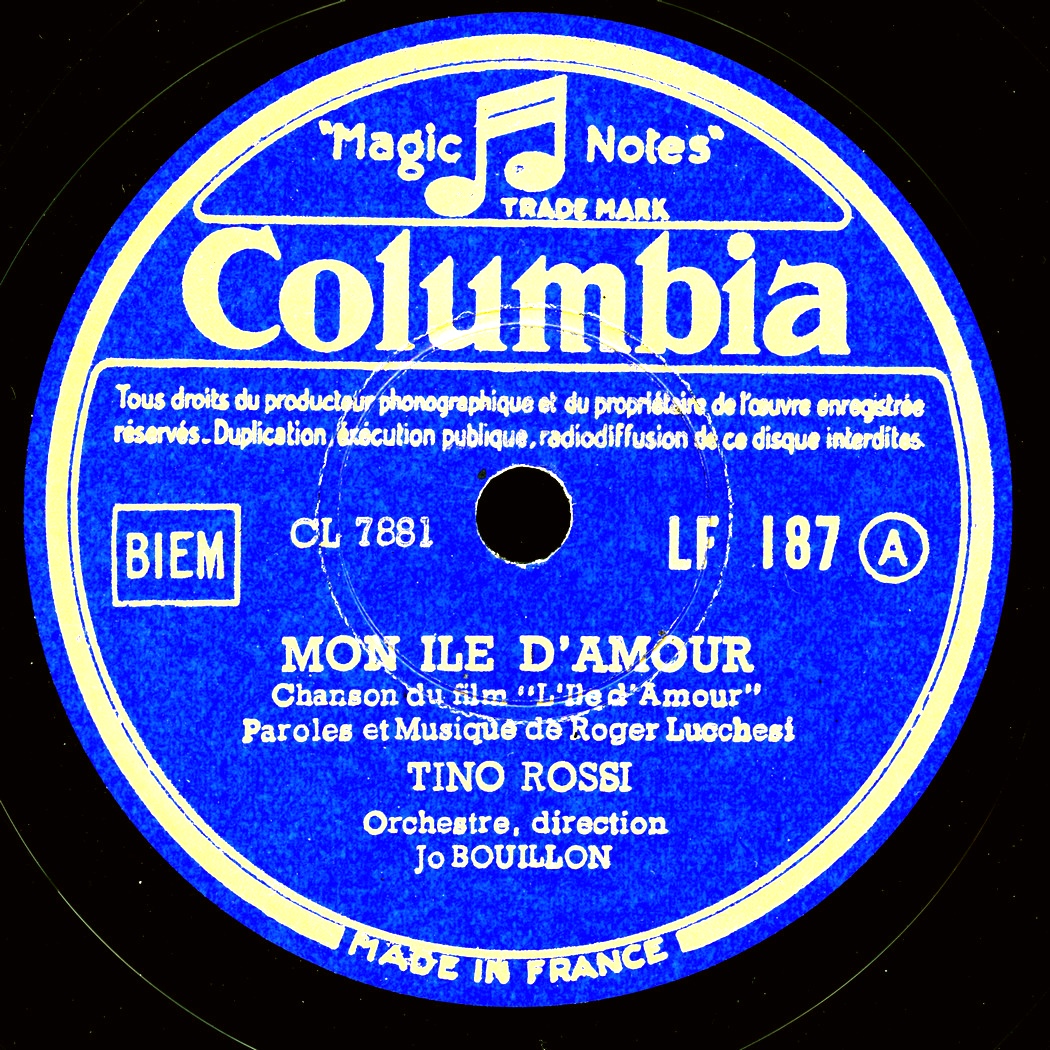 "Magic Notes"
TRADE MARK
Columbia
Tous droits du producteur phonographique et du propriétaire de l'œuvre enregistrée
réservés. Duplication, éxécution publique, radiodiffusion de ce disque interdites.
BIEM CL 7881 LF 187 A
MON ILE D'AMOUR
Chanson du film "L'Ile d'Amour"
Paroles et Musique de Roger Lucchesi
TINO ROSSI
Orchestre, direction
Jo BOUILLON
MADE IN FRANCE